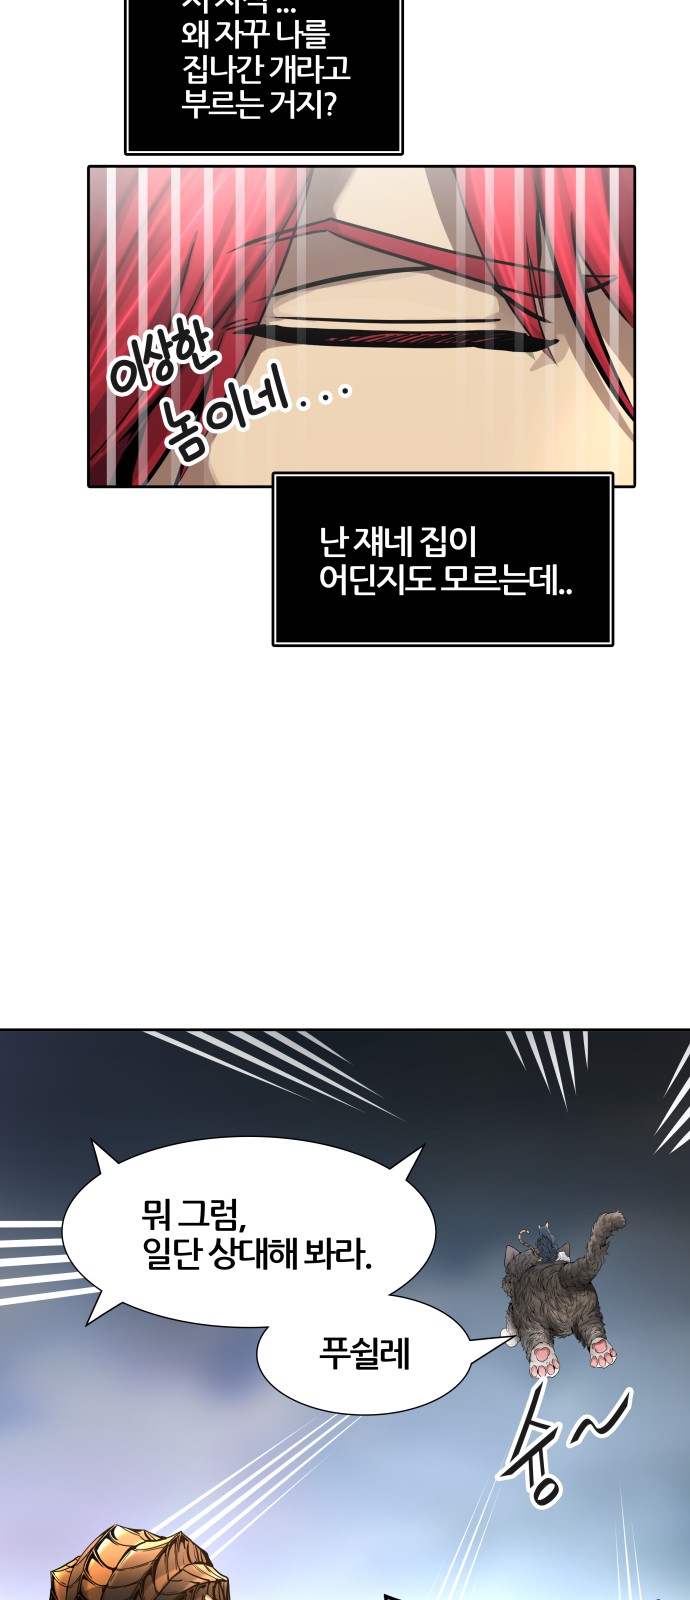 왜 자꾸 나를
집나간 개라고
부르는 거지?
이상한
놈이네...
난 쟤네 집이
어딘지도 모르는데..
뭐 그럼,
일단 상대해 봐라.
푸쉴레
슝~